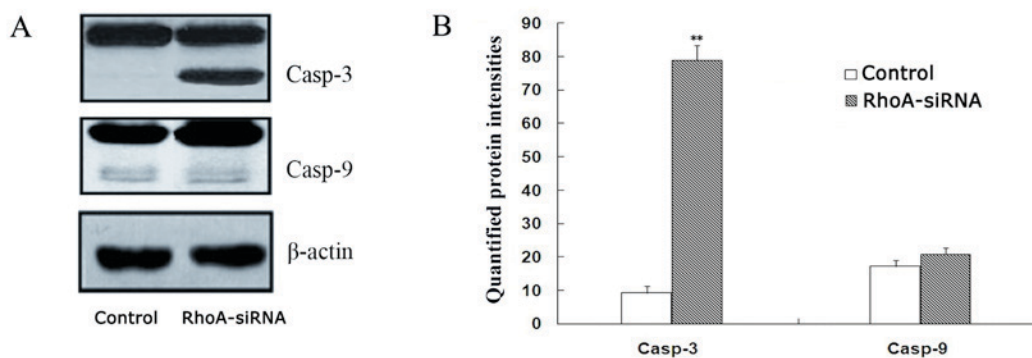 A
Casp-3
Casp-9
β-actin
Control RhoA-siRNA
B
Quantified protein intensities
90
80
70
60
50
40
30
20
10
0
**
Control
RhoA-siRNA
Casp-3 Casp-9